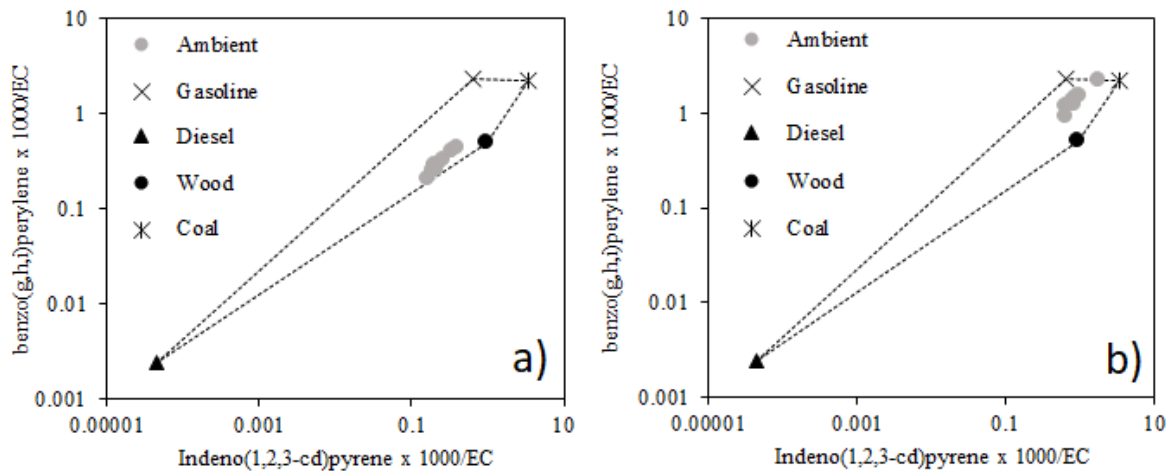 10
1
0.1
0.01
0.001
benzo(g,h,i)perylene x 1000/EC
Ambient
Gasoline
Diesel
Wood
Coal
a)
0.00001
0.001
0.1
10
Indeno(1,2,3-cd)pyrene x 1000/EC
10
1
0.1
0.01
0.001
benzo(g,h,i)perylene x 1000/EC
Ambient
Gasoline
Diesel
Wood
Coal
b)
0.00001
0.001
0.1
10
Indeno(1,2,3-cd)pyrene x 1000/EC